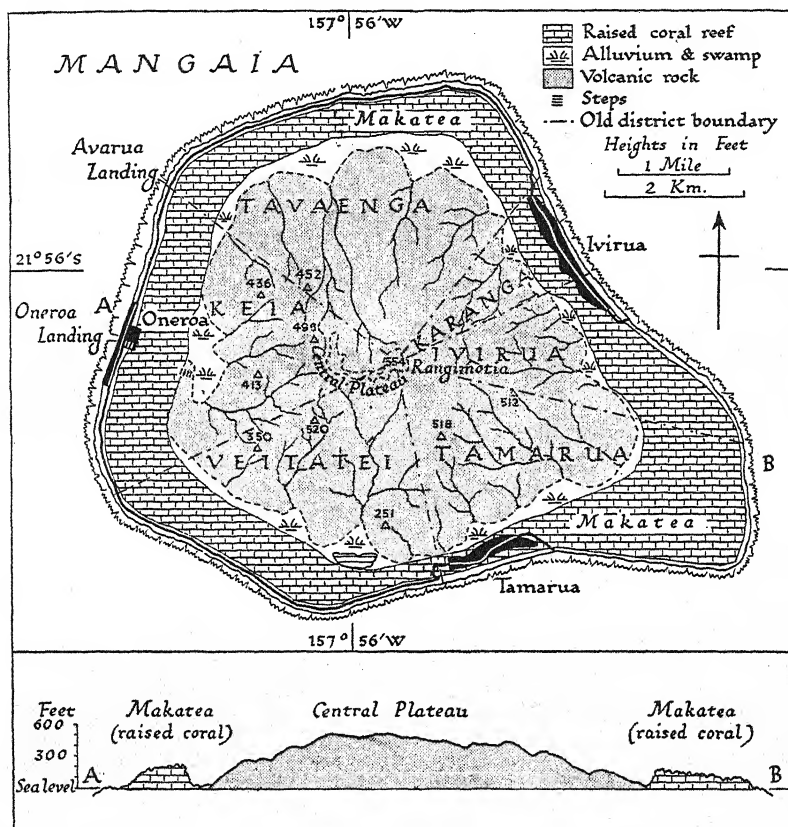 157° 56'W
MANGAIA
Raised coral reef
Alluvium & swamp
Volcanic rock
Steps
Old district boundary
Heights in Feet
1 Mile
2 Km.
Makatea
Avarua
Landing
TAVAENGA
Ivirua
21° 56'S
436
452
KEIA
A
Oneroa
Landing
Oneroa
498
KARANGA
Central Plateau
554
IVIRUA
Rangimotia
413
512
520
518
350
VEITATEI
TAMARUA
B
251
Makatea
Tamarua
157° 56'W
Feet
600
300
Sea level
Makatea
(raised coral)
Central Plateau
Makatea
(raised coral)
A
B